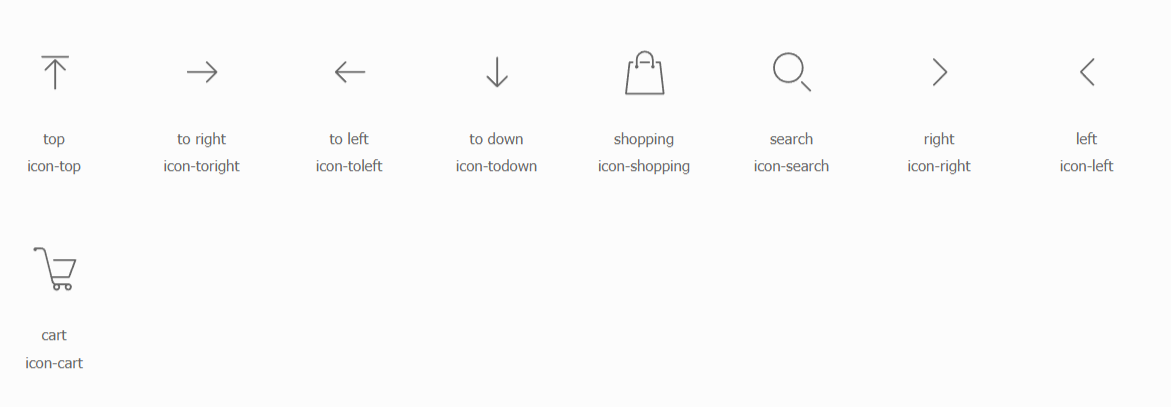 top
to right
to left
to down
shopping
search
right
left
icon-top
icon-toright
icon-toleft
icon-todown
icon-shopping
icon-search
icon-right
icon-left
cart
icon-cart